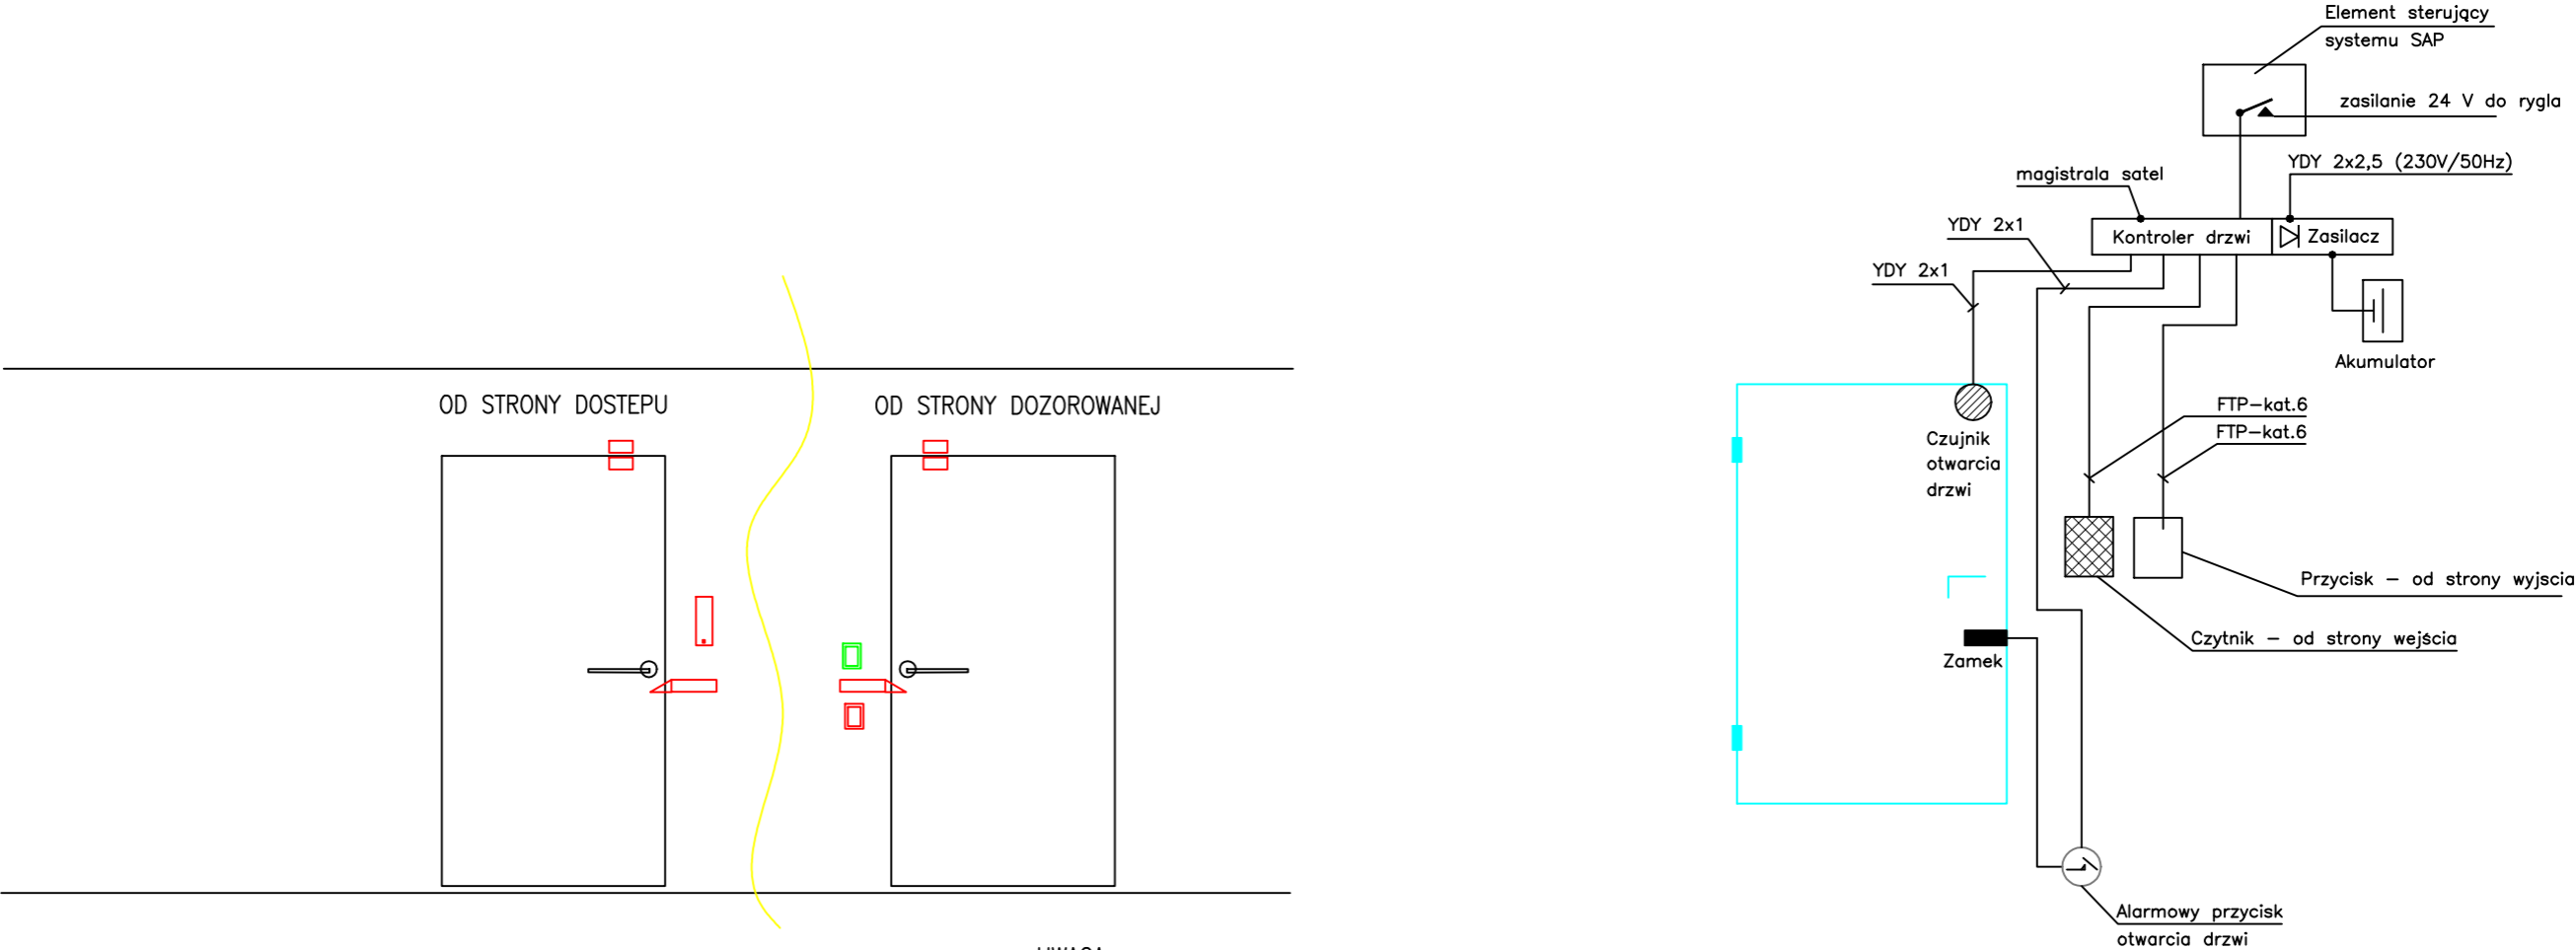 Element sterujący
systemu SAP
zasilanie 24 V do rygla
YDY 2x2,5 (230V/50Hz)
magistrala satel
YDY 2x1
Kontroler drzwi
Zasilacz
YDY 2x1
Akumulator
OD STRONY DOSTEPU
OD STRONY DOZOROWANEJ
FTP-kat.6
FTP-kat.6
Czujnik
otwarcia
drzwi
Przycisk - od strony wyjscia
Czytnik - od strony wejścia
Zamek
Alarmowy przycisk
otwarcia drzwi